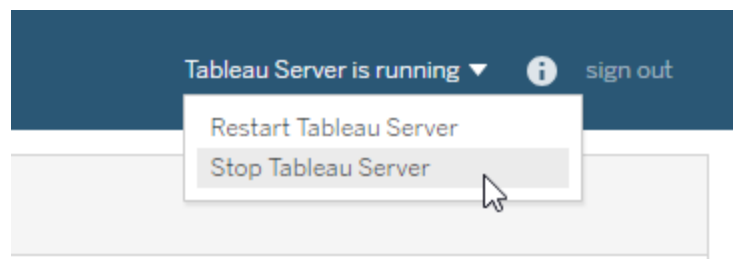 Tableau Server is running i sign out
Restart Tableau Server
Stop Tableau Server